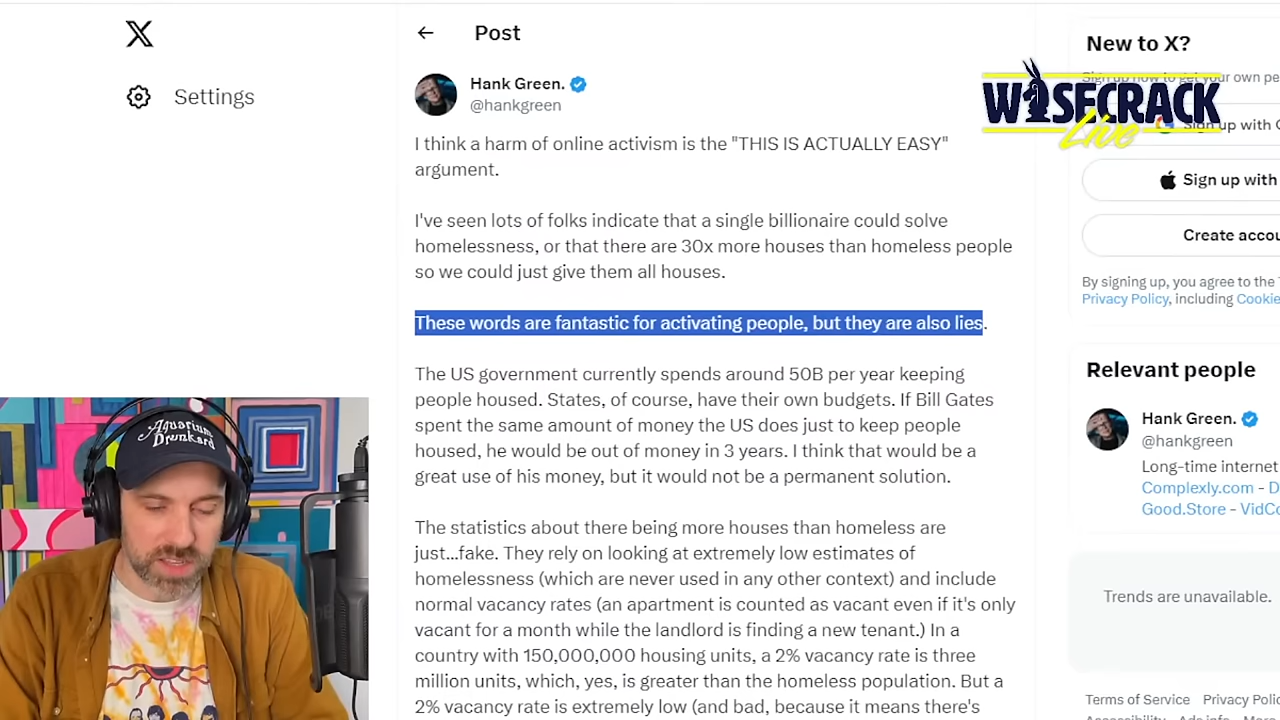 Post
Settings
Hank Green.
@hankgreen
I think a harm of online activism is the "THIS IS ACTUALLY EASY"
argument.
I've seen lots of folks indicate that a single billionaire could solve
homelessness, or that there are 30x more houses than homeless people
so we could just give them all houses.
These words are fantastic for activating people, but they are also lies.
The US government currently spends around 50B per year keeping
people housed. States, of course, have their own budgets. If Bill Gates
spent the same amount of money the US does just to keep people
housed, he would be out of money in 3 years. I think that would be a
great use of his money, but it would not be a permanent solution.
The statistics about there being more houses than homeless are
just...fake. They rely on looking at extremely low estimates of
homelessness (which are never used in any other context) and include
normal vacancy rates (an apartment is counted as vacant even if it's only
vacant for a month while the landlord is finding a new tenant.) In a
country with 150,000,000 housing units, a 2% vacancy rate is three
million units, which, yes, is greater than the homeless population. But a
2% vacancy rate is extremely low (and bad, because it means there's
New to X?
Sign up now to get your own pe
WISECRACK
Live
Sign up with G
Sign up with
Create accou
By signing up, you agree to the T
Privacy Policy, including Cookie
Relevant people
Hank Green.
@hankgreen
Long-time internet
Complexly.com - D
Good.Store - VidCo
Trends are unavailable.
Terms of Service Privacy Polic
Aquarium
Drunkard